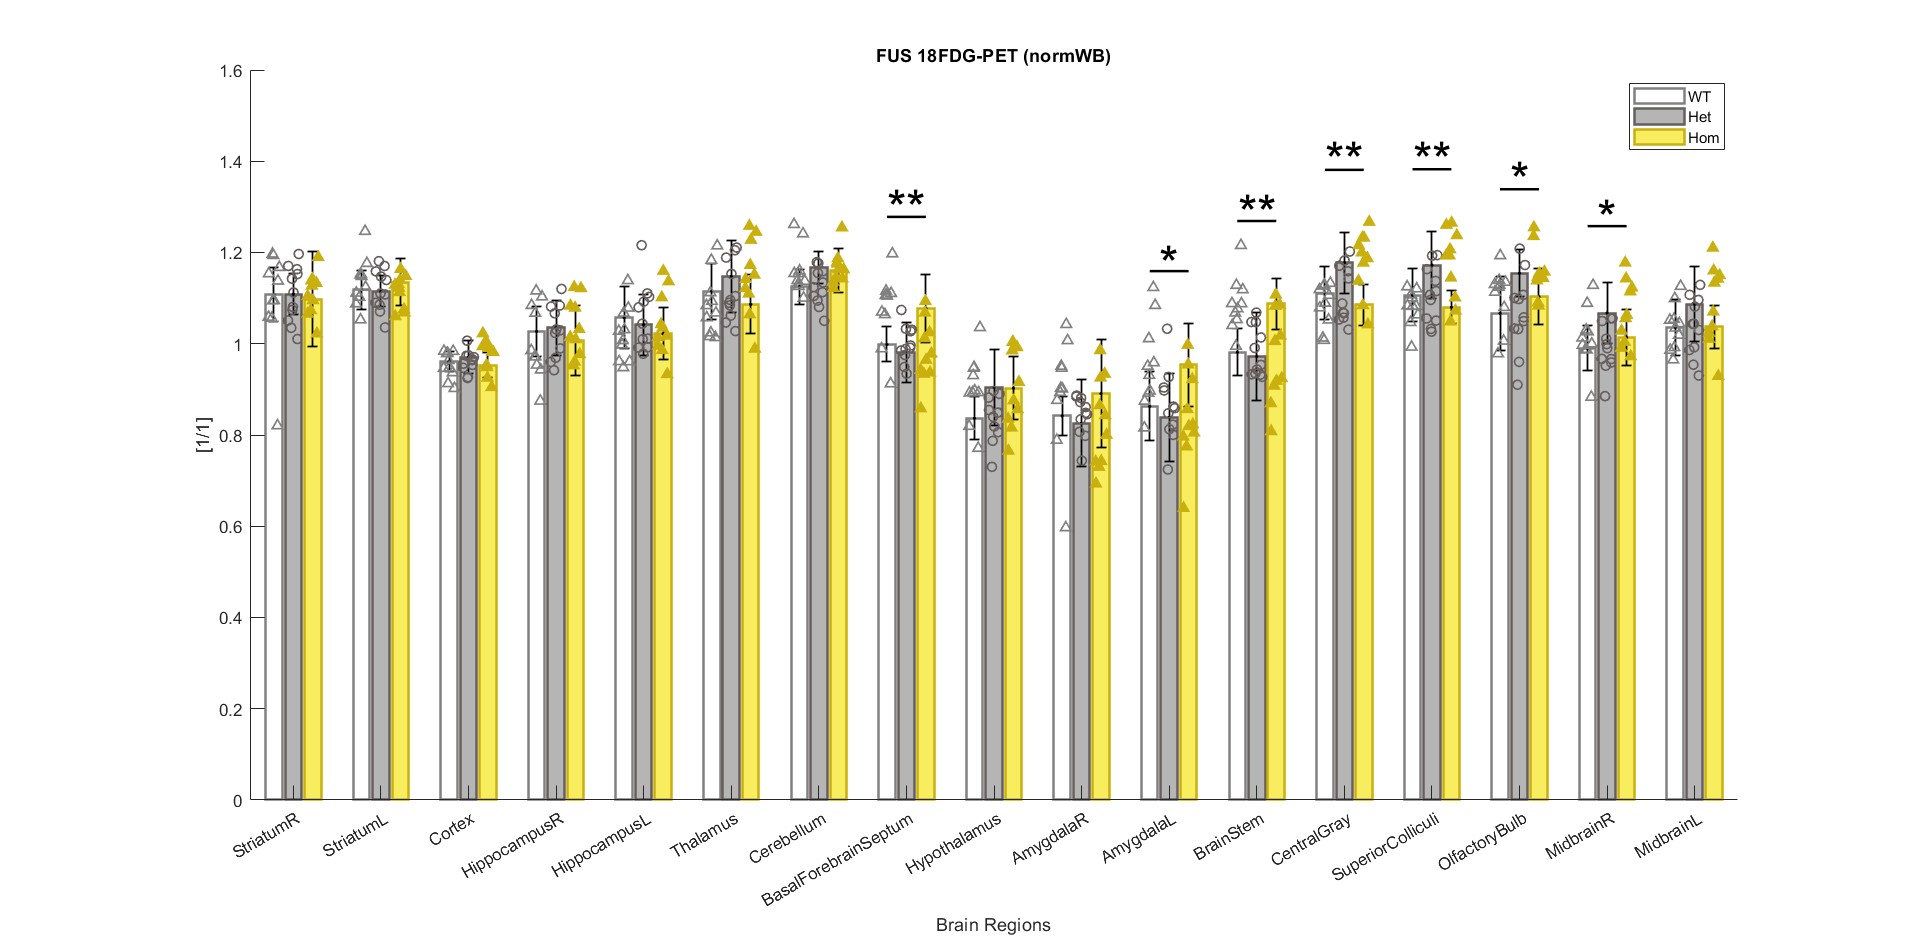 FUS 18FDG-PET (normWB)
WT
Het
Hom
1.6
1.4
1.2
1
0.8
0.6
0.4
0.2
0
[1/1]
**
*
**
**
**
*
*
StriatumR
StriatumL
Cortex
HippocampusR
HippocampusL
Thalamus
Cerebellum
BasalForebrainSeptum
Hypothalamus
AmygdalaR
AmygdalaL
BrainStem
CentralGray
SuperiorColliculi
OlfactoryBulb
MidbrainR
MidbrainL
Brain Regions